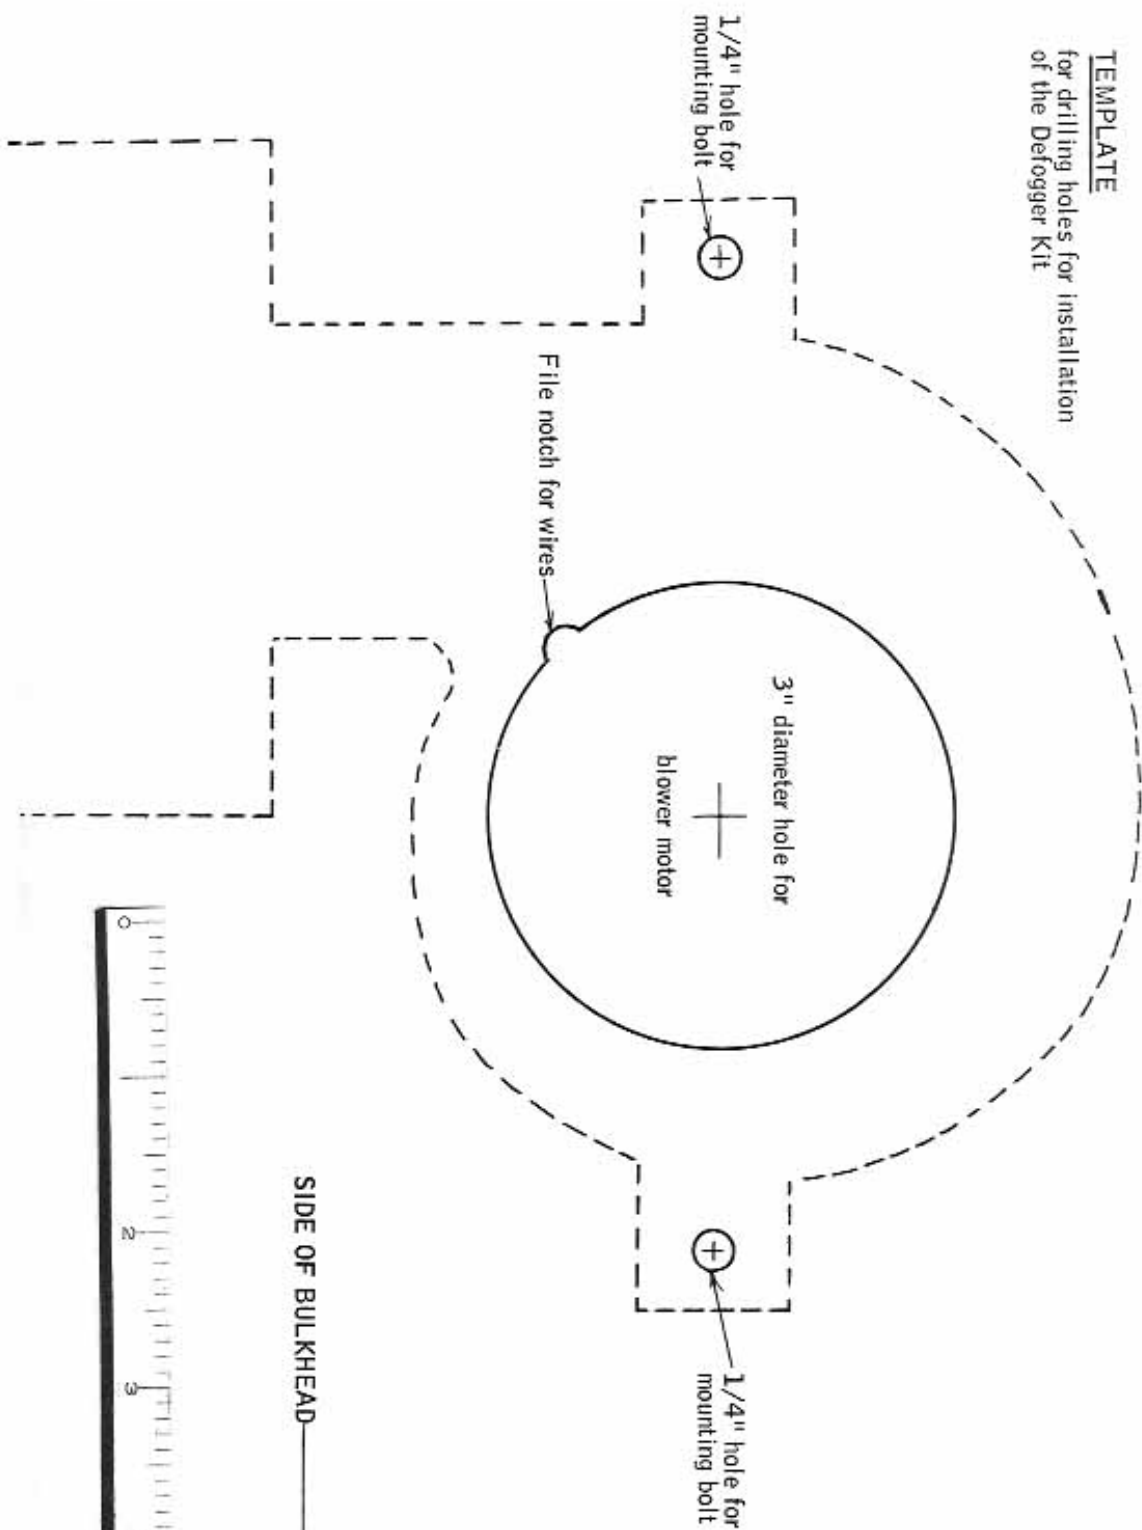 TEMPLATE
for drilling holes for installation
of the Defogger Kit
1/4" hole for
mounting bolt
File notch for wires
3" diameter hole for
blower motor
1/4" hole for
mounting bolt
SIDE OF BULKHEAD
0
1
2
3